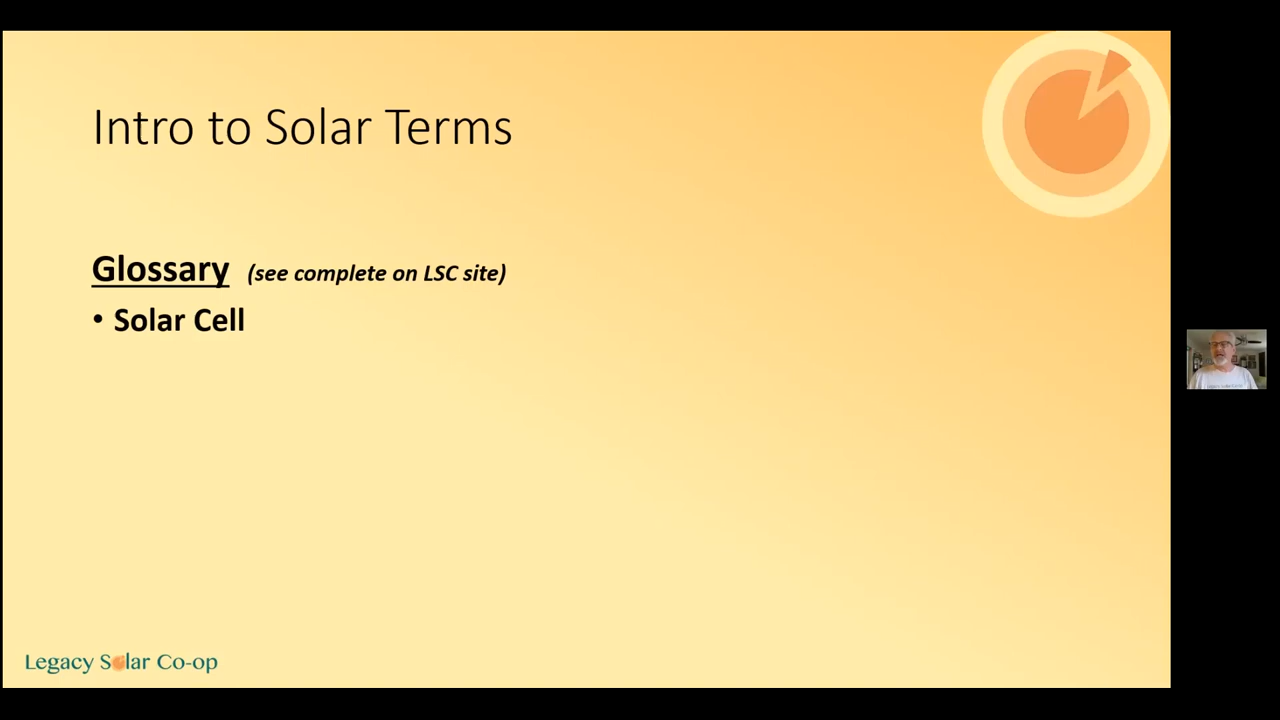 Intro to Solar Terms
Glossary (see complete on LSC site)
• Solar Cell
Legacy Solar Co-op